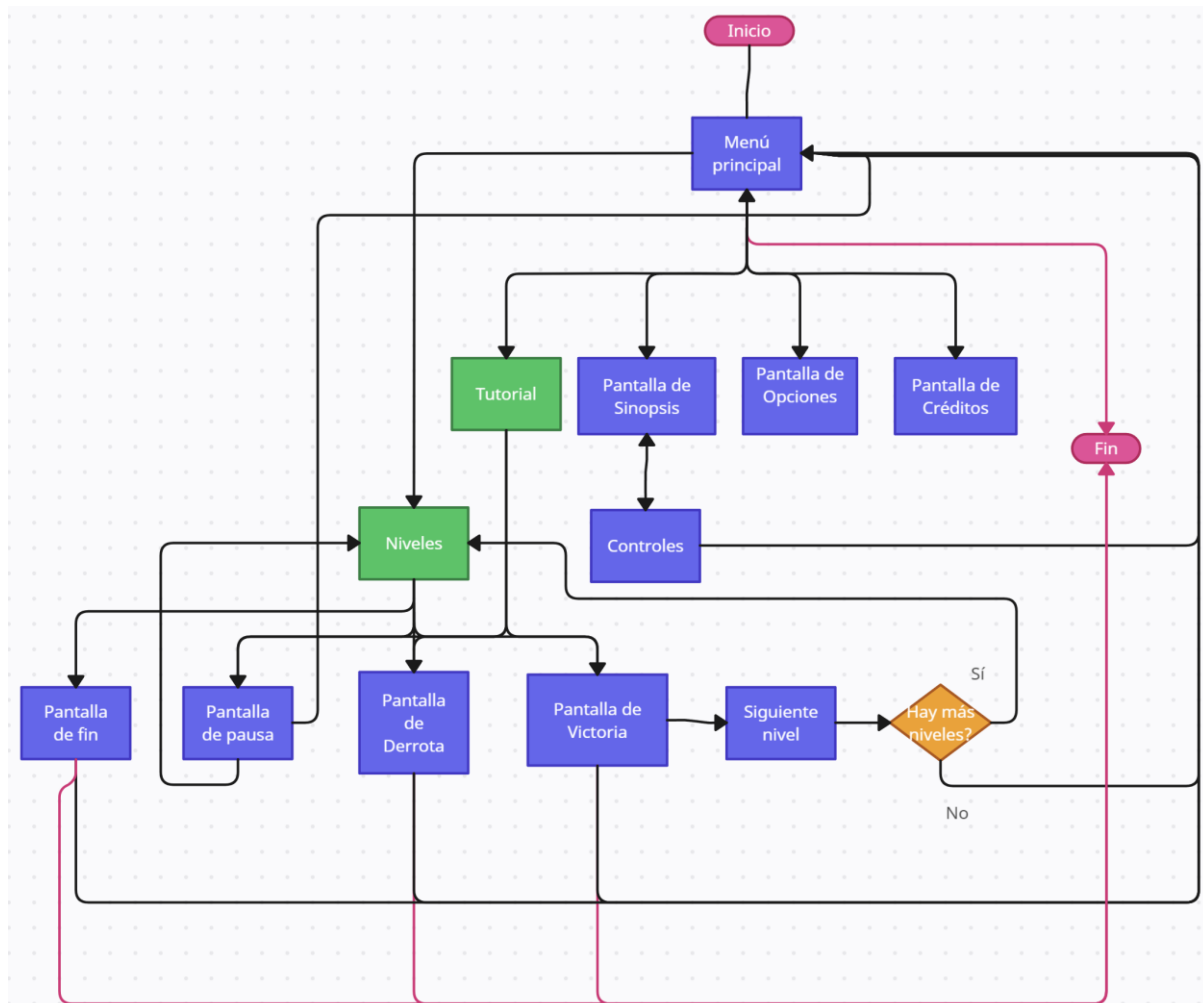 Inicio
Menú
principal
Tutorial
Pantalla de
Sinopsis
Pantalla de
Opciones
Pantalla de
Créditos
Fin
Niveles
Controles
Pantalla
de fin
Pantalla
de pausa
Pantalla
de
Derrota
Pantalla de
Victoria
Siguiente
nivel
Hay más
niveles?
Sí
No